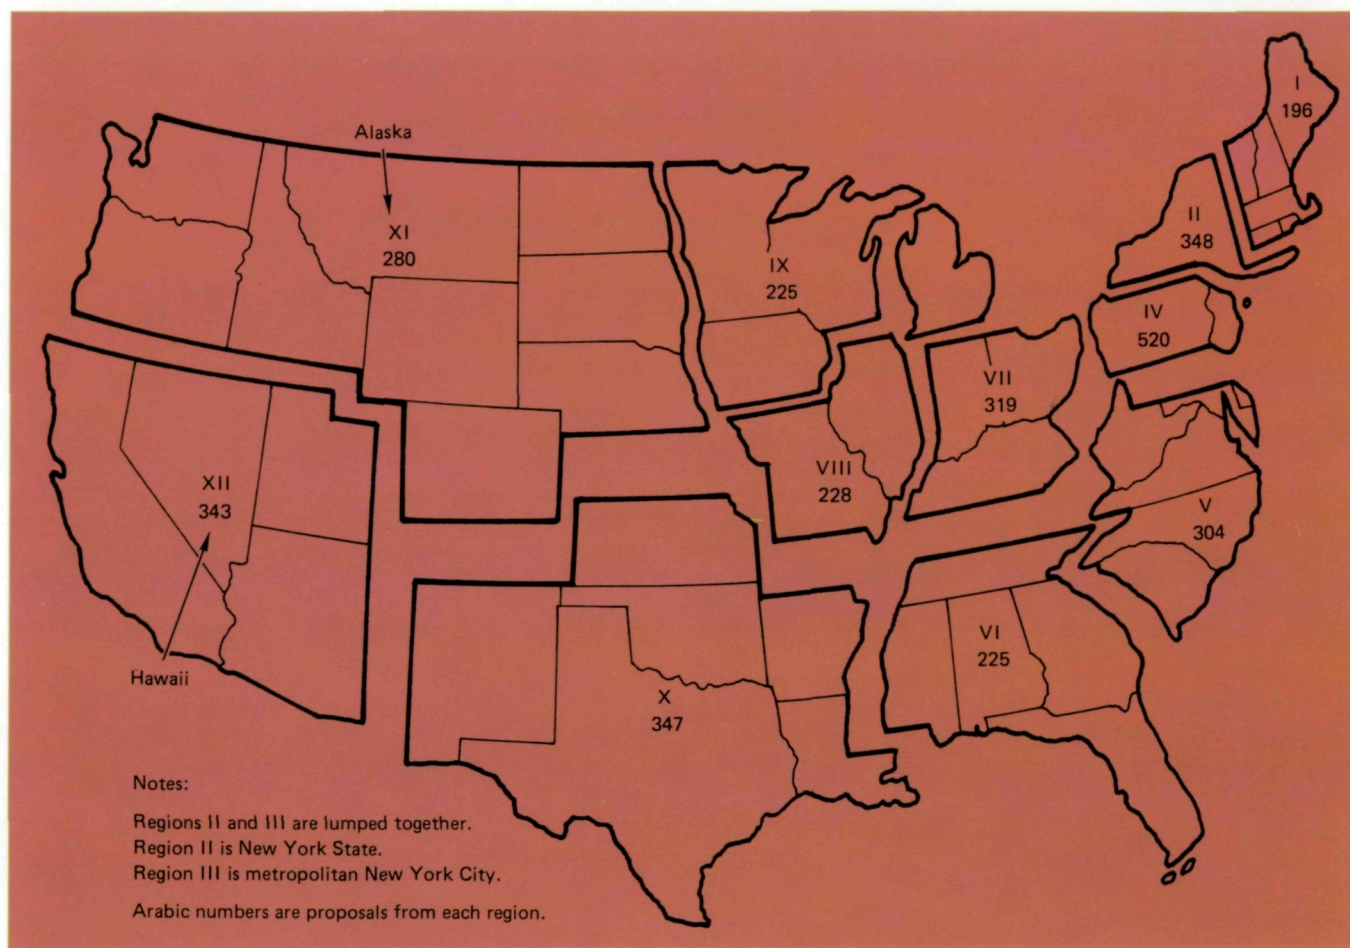 Alaska
XI
280
IX
225
I
196
II
348
IV
520
VII
319
XII
343
VIII
228
V
304
VI
225
X
347
Hawaii
Notes:
Regions II and III are lumped together.
Region II is New York State.
Region III is metropolitan New York City.
Arabic numbers are proposals from each region.